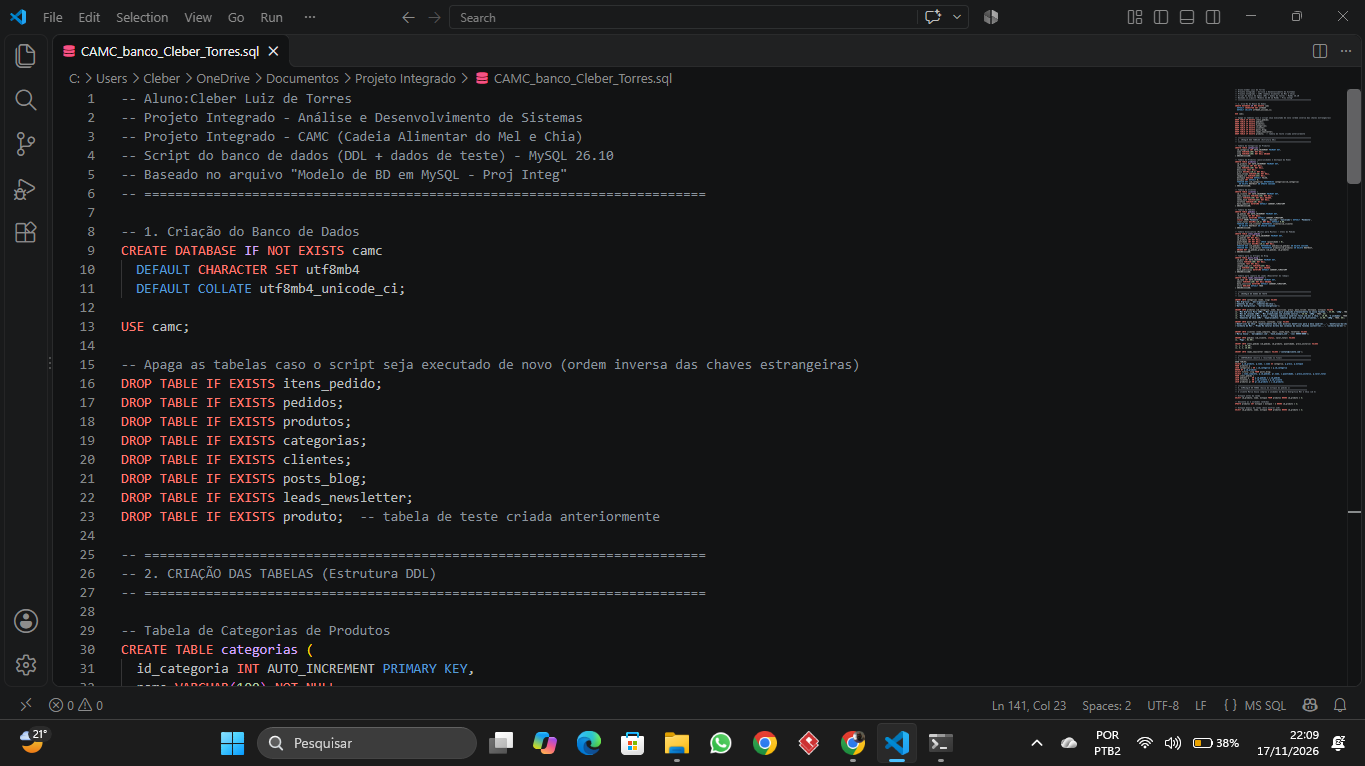 File Edit Selection View Go Run ··· Search
CAMC_banco_Cleber_Torres.sql
C: > Users > Cleber > OneDrive > Documentos > Projeto Integrado > CAMC_banco_Cleber_Torres.sql
1 -- Aluno:Cleber Luiz de Torres
2 -- Projeto Integrado - Análise e Desenvolvimento de Sistemas
3 -- Projeto Integrado - CAMC (Cadeia Alimentar do Mel e Chia)
4 -- Script do banco de dados (DDL + dados de teste) - MySQL 26.10
5 -- Baseado no arquivo "Modelo de BD em MySQL - Proj Integ"
6 -- =========================================================================
7
8 -- 1. Criação do Banco de Dados
9 CREATE DATABASE IF NOT EXISTS camc
10 DEFAULT CHARACTER SET utf8mb4
11 DEFAULT COLLATE utf8mb4_unicode_ci;
12
13 USE camc;
14
15 -- Apaga as tabelas caso o script seja executado de novo (ordem inversa das chaves estrangeiras)
16 DROP TABLE IF EXISTS itens_pedido;
17 DROP TABLE IF EXISTS pedidos;
18 DROP TABLE IF EXISTS produtos;
19 DROP TABLE IF EXISTS categorias;
20 DROP TABLE IF EXISTS clientes;
21 DROP TABLE IF EXISTS posts_blog;
22 DROP TABLE IF EXISTS leads_newsletter;
23 DROP TABLE IF EXISTS produto; -- tabela de teste criada anteriormente
24
25 -- =========================================================================
26 -- 2. CRIAÇÃO DAS TABELAS (Estrutura DDL)
27 -- =========================================================================
28
29 -- Tabela de Categorias de Produtos
30 CREATE TABLE categorias (
31 id_categoria INT AUTO_INCREMENT PRIMARY KEY,
0 0 Ln 141, Col 23 Spaces: 2 UTF-8 LF { } MS SQL
21° Pesquisar POR 38% 22:09
PTB2 17/11/2026